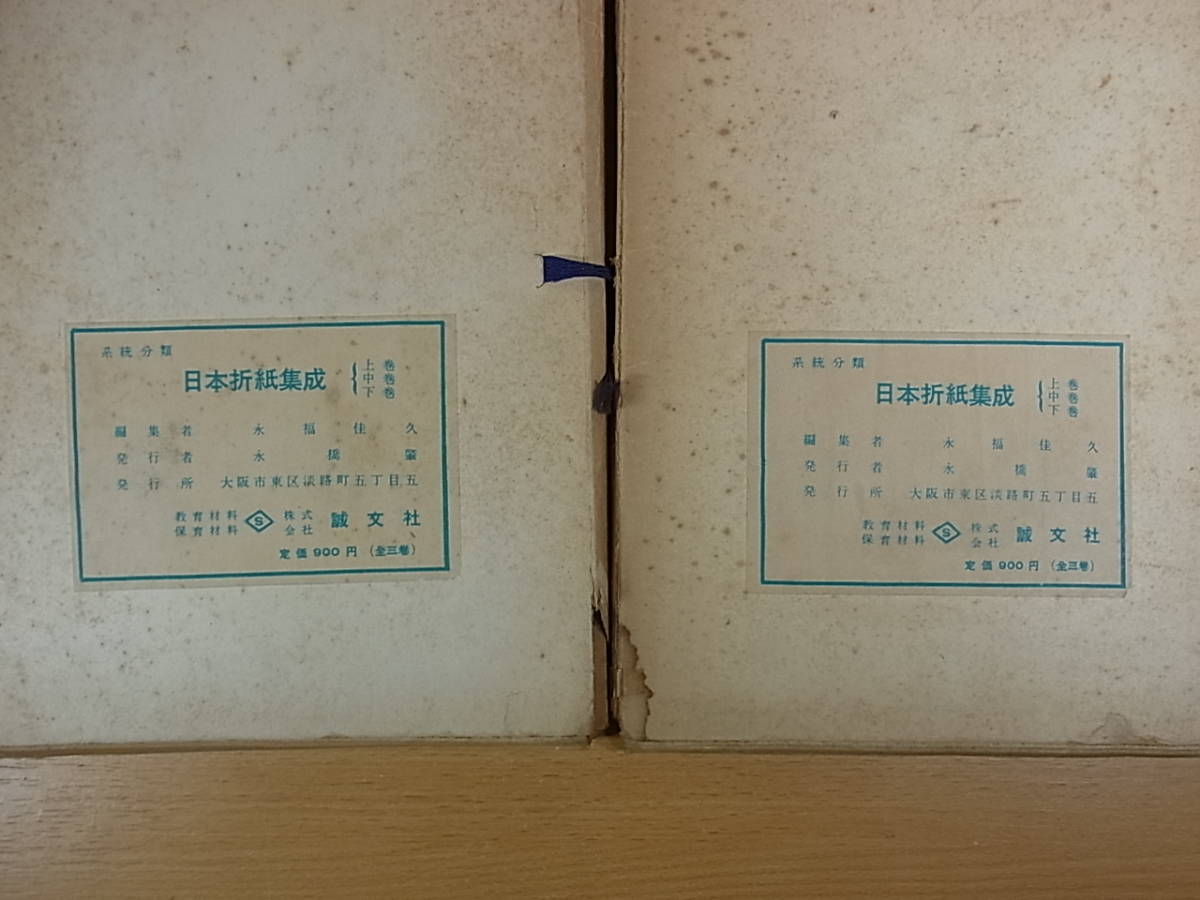 系統分類
日本折紙集成 上巻 中巻 下巻
編集者 永福佳久
発行者 永橋肇
発行所 大阪市東区淡路町五丁目五
教育材料 保育材料 S 株式会社 誠文社
定価900円 (全三巻)
系統分類
日本折紙集成 上巻 中巻 下巻
編集者 永福佳久
発行者 永橋肇
発行所 大阪市東区淡路町五丁目五
教育材料 保育材料 S 株式会社 誠文社
定価900円 (全三巻)